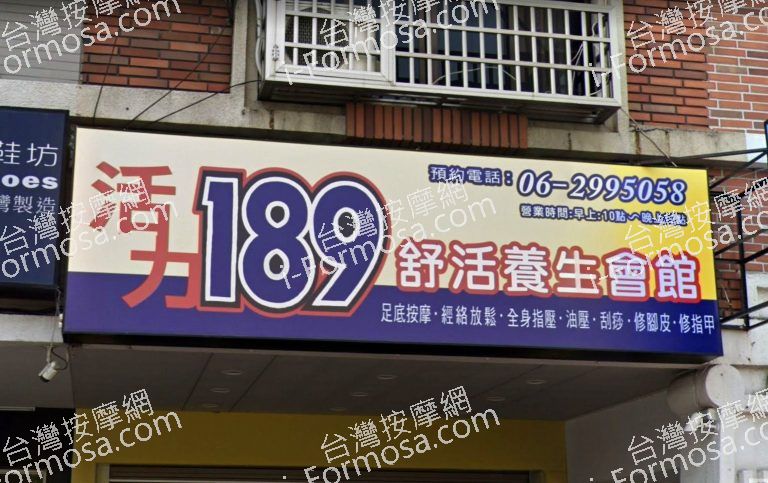 鞋坊
oes
灣製造
活力189
預約電話：06-2995058
營業時間:早上:10點~晚上
舒活養生會館
足底按摩·經絡放鬆·全身指壓·油壓·刮痧·修腳皮·修指甲
台灣按摩網
i-Formosa.com